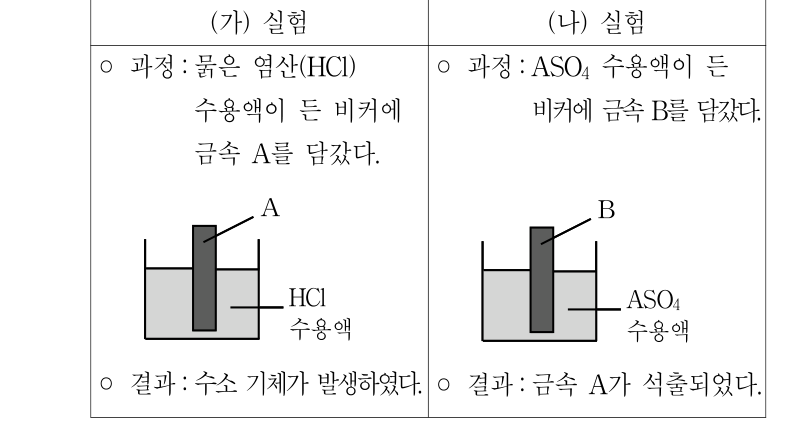 (가) 실험
○ 과정 : 묽은 염산(HCl)
수용액이 든 비커에
금속 A를 담갔다.
A
HCl
수용액
○ 결과 : 수소 기체가 발생하였다.
(나) 실험
○ 과정 : ASO₄ 수용액이 든
비커에 금속 B를 담갔다.
B
ASO₄
수용액
○ 결과 : 금속 A가 석출되었다.